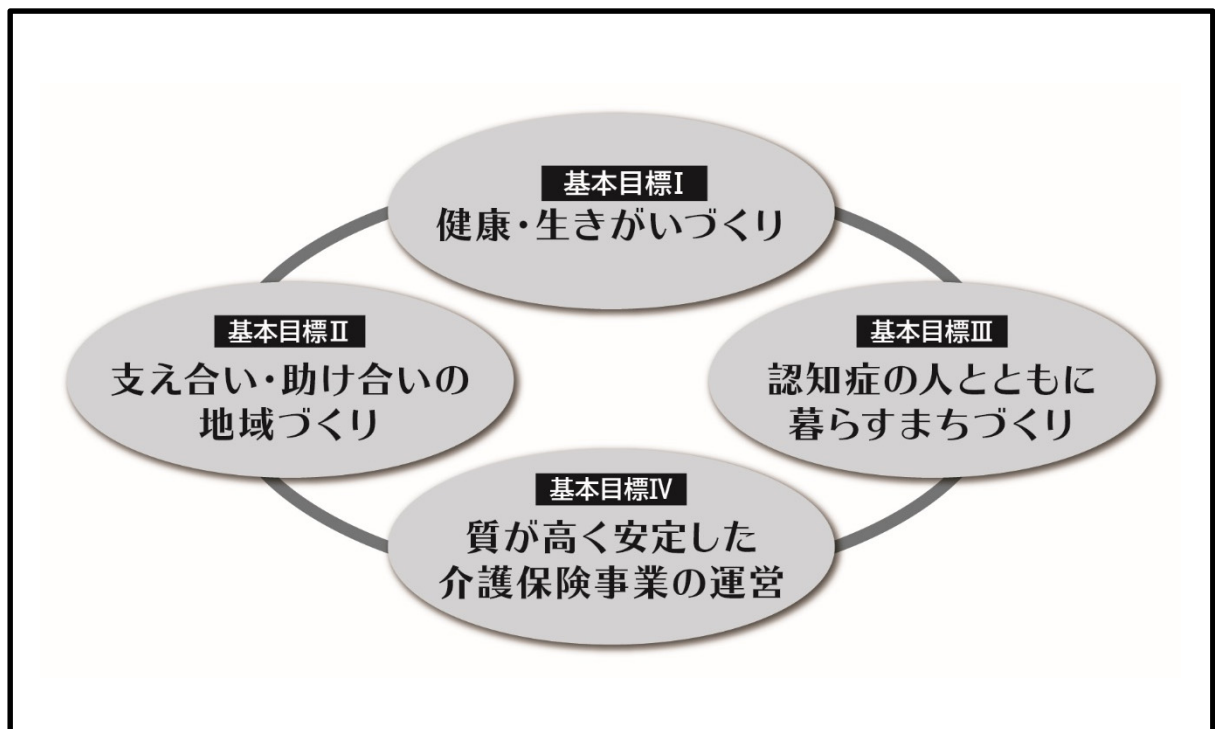 基本目標Ⅰ
健康・生きがいづくり
基本目標Ⅱ
支え合い・助け合いの
地域づくり
基本目標Ⅲ
認知症の人とともに
暮らすまちづくり
基本目標Ⅳ
質が高く安定した
介護保険事業の運営